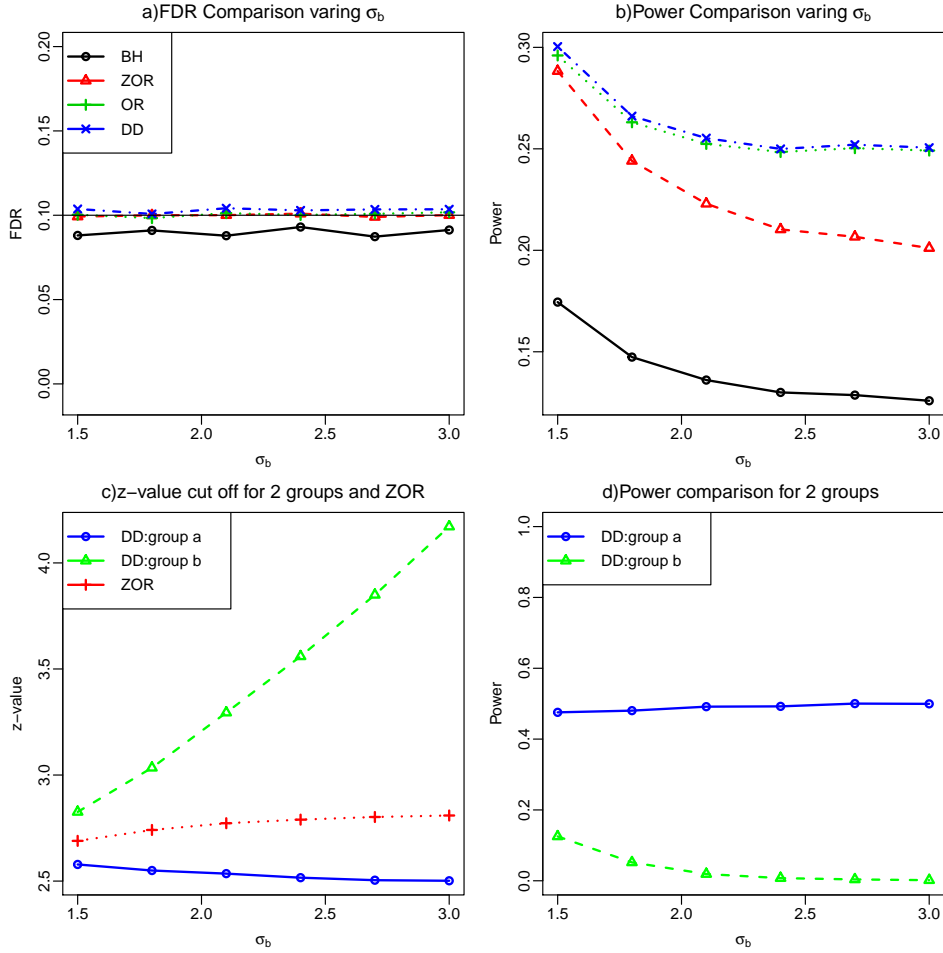 a)FDR Comparison varing σb
FDR
0.00
0.05
0.10
0.15
0.20
BH
ZOR
OR
DD
1.5
2.0
2.5
3.0
σb
b)Power Comparison varing σb
Power
0.15
0.20
0.25
0.30
1.5
2.0
2.5
3.0
σb
c)z−value cut off for 2 groups and ZOR
z−value
2.5
3.0
3.5
4.0
DD:group a
DD:group b
ZOR
1.5
2.0
2.5
3.0
σb
d)Power comparison for 2 groups
Power
0.0
0.2
0.4
0.6
0.8
1.0
DD:group a
DD:group b
1.5
2.0
2.5
3.0
σb